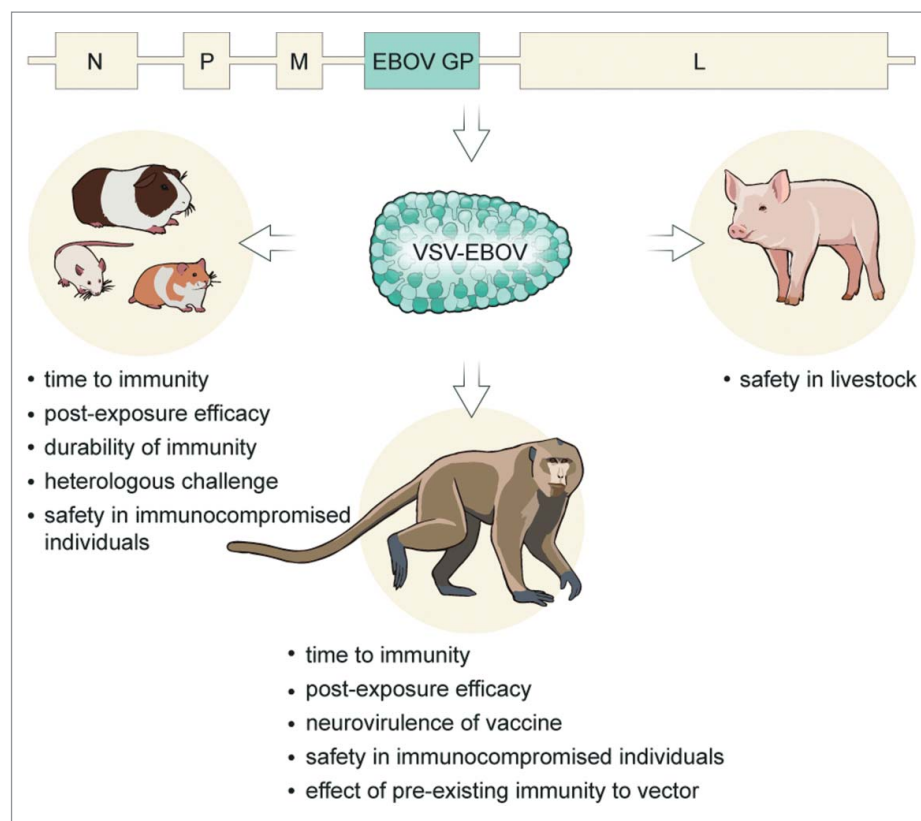 N
P
M
EBOV GP
L
VSV-EBOV
• time to immunity
• post-exposure efficacy
• durability of immunity
• heterologous challenge
• safety in immunocompromised
individuals
• safety in livestock
• time to immunity
• post-exposure efficacy
• neurovirulence of vaccine
• safety in immunocompromised individuals
• effect of pre-existing immunity to vector